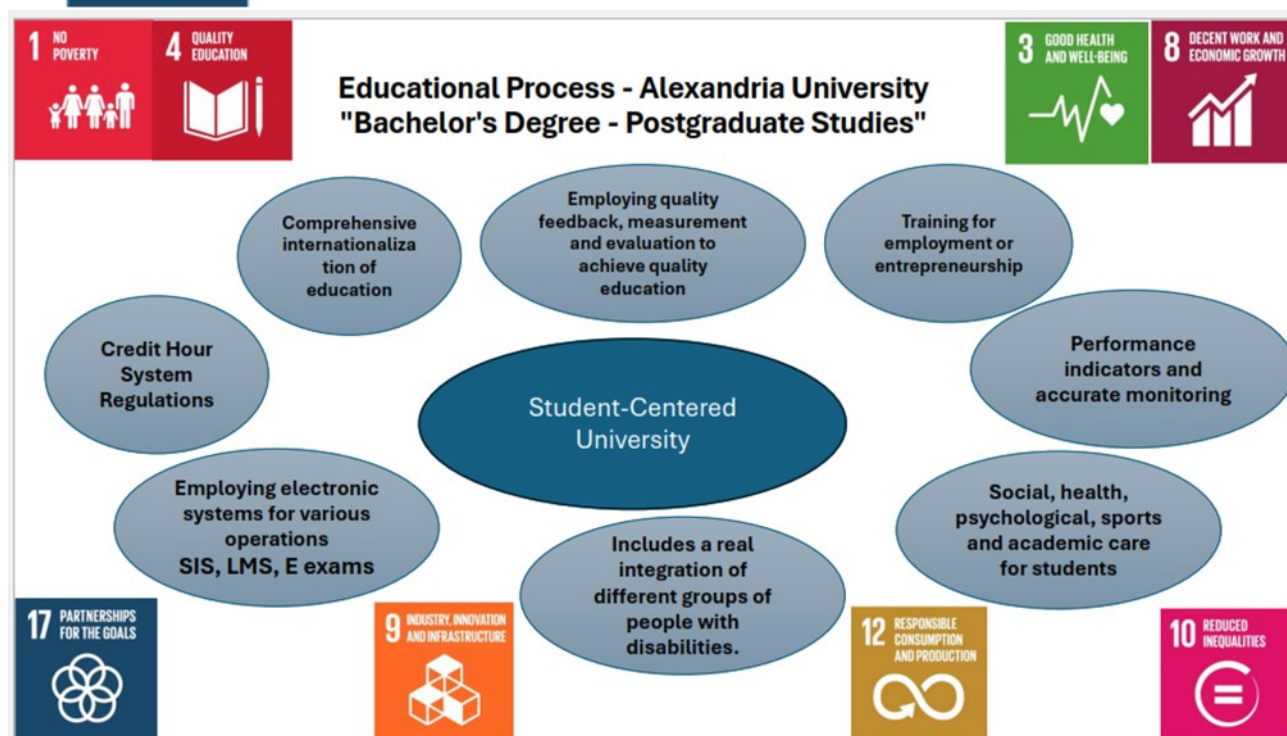 1 NO
POVERTY
4 QUALITY
EDUCATION
Educational Process - Alexandria University
"Bachelor's Degree - Postgraduate Studies"
3 GOOD HEALTH
AND WELL-BEING
8 DECENT WORK AND
ECONOMIC GROWTH
Comprehensive
internationaliza
tion of
education
Employing quality
feedback, measurement
and evaluation to
achieve quality
education
Training for
employment or
entrepreneurship
Credit Hour
System
Regulations
Student-Centered
University
Performance
indicators and
accurate monitoring
Employing electronic
systems for various
operations
SIS, LMS, E exams
Includes a real
integration of
different groups of
people with
disabilities.
Social, health,
psychological, sports
and academic care
for students
17 PARTNERSHIPS
FOR THE GOALS
9 INDUSTRY, INNOVATION
AND INFRASTRUCTURE
12 RESPONSIBLE
CONSUMPTION
AND PRODUCTION
10 REDUCED
INEQUALITIES